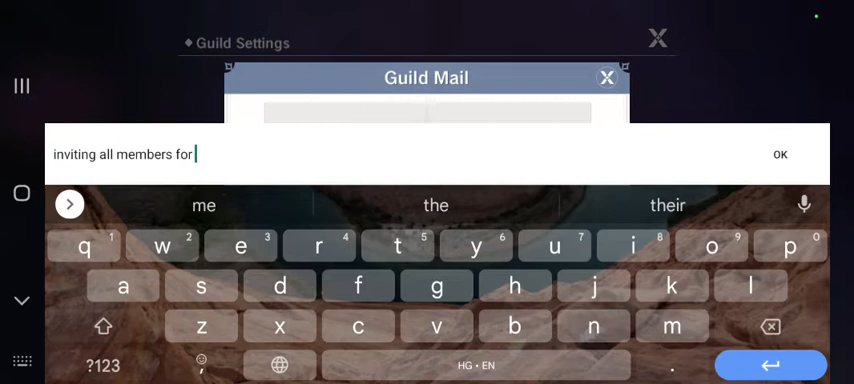 Guild Settings
Guild Mail
inviting all members for
OK
me the their
q 1 w 2 e 3 r 4 t 5 y 6 u 7 i 8 o 9 p 0
a s d f g h j k l
z x c v b n m
?123 , HG • EN .